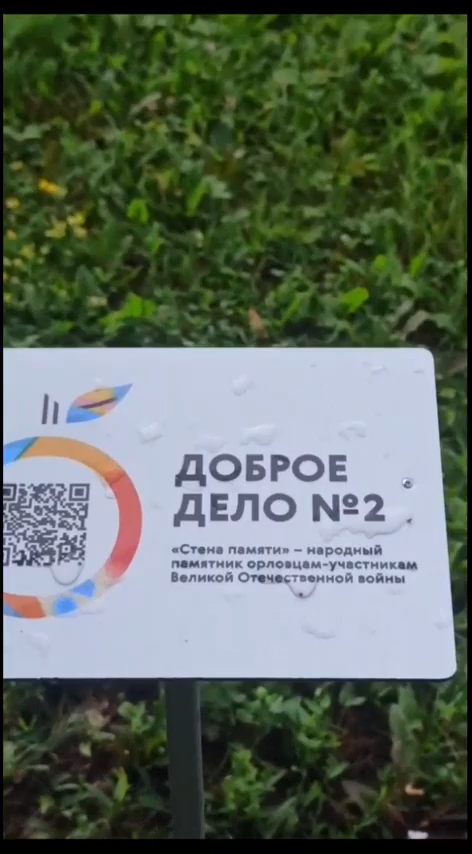 ДОБРОЕ
ДЕЛО №2
«Стена памяти» – народный
памятник орловцам-участникам
Великой Отечественной войны